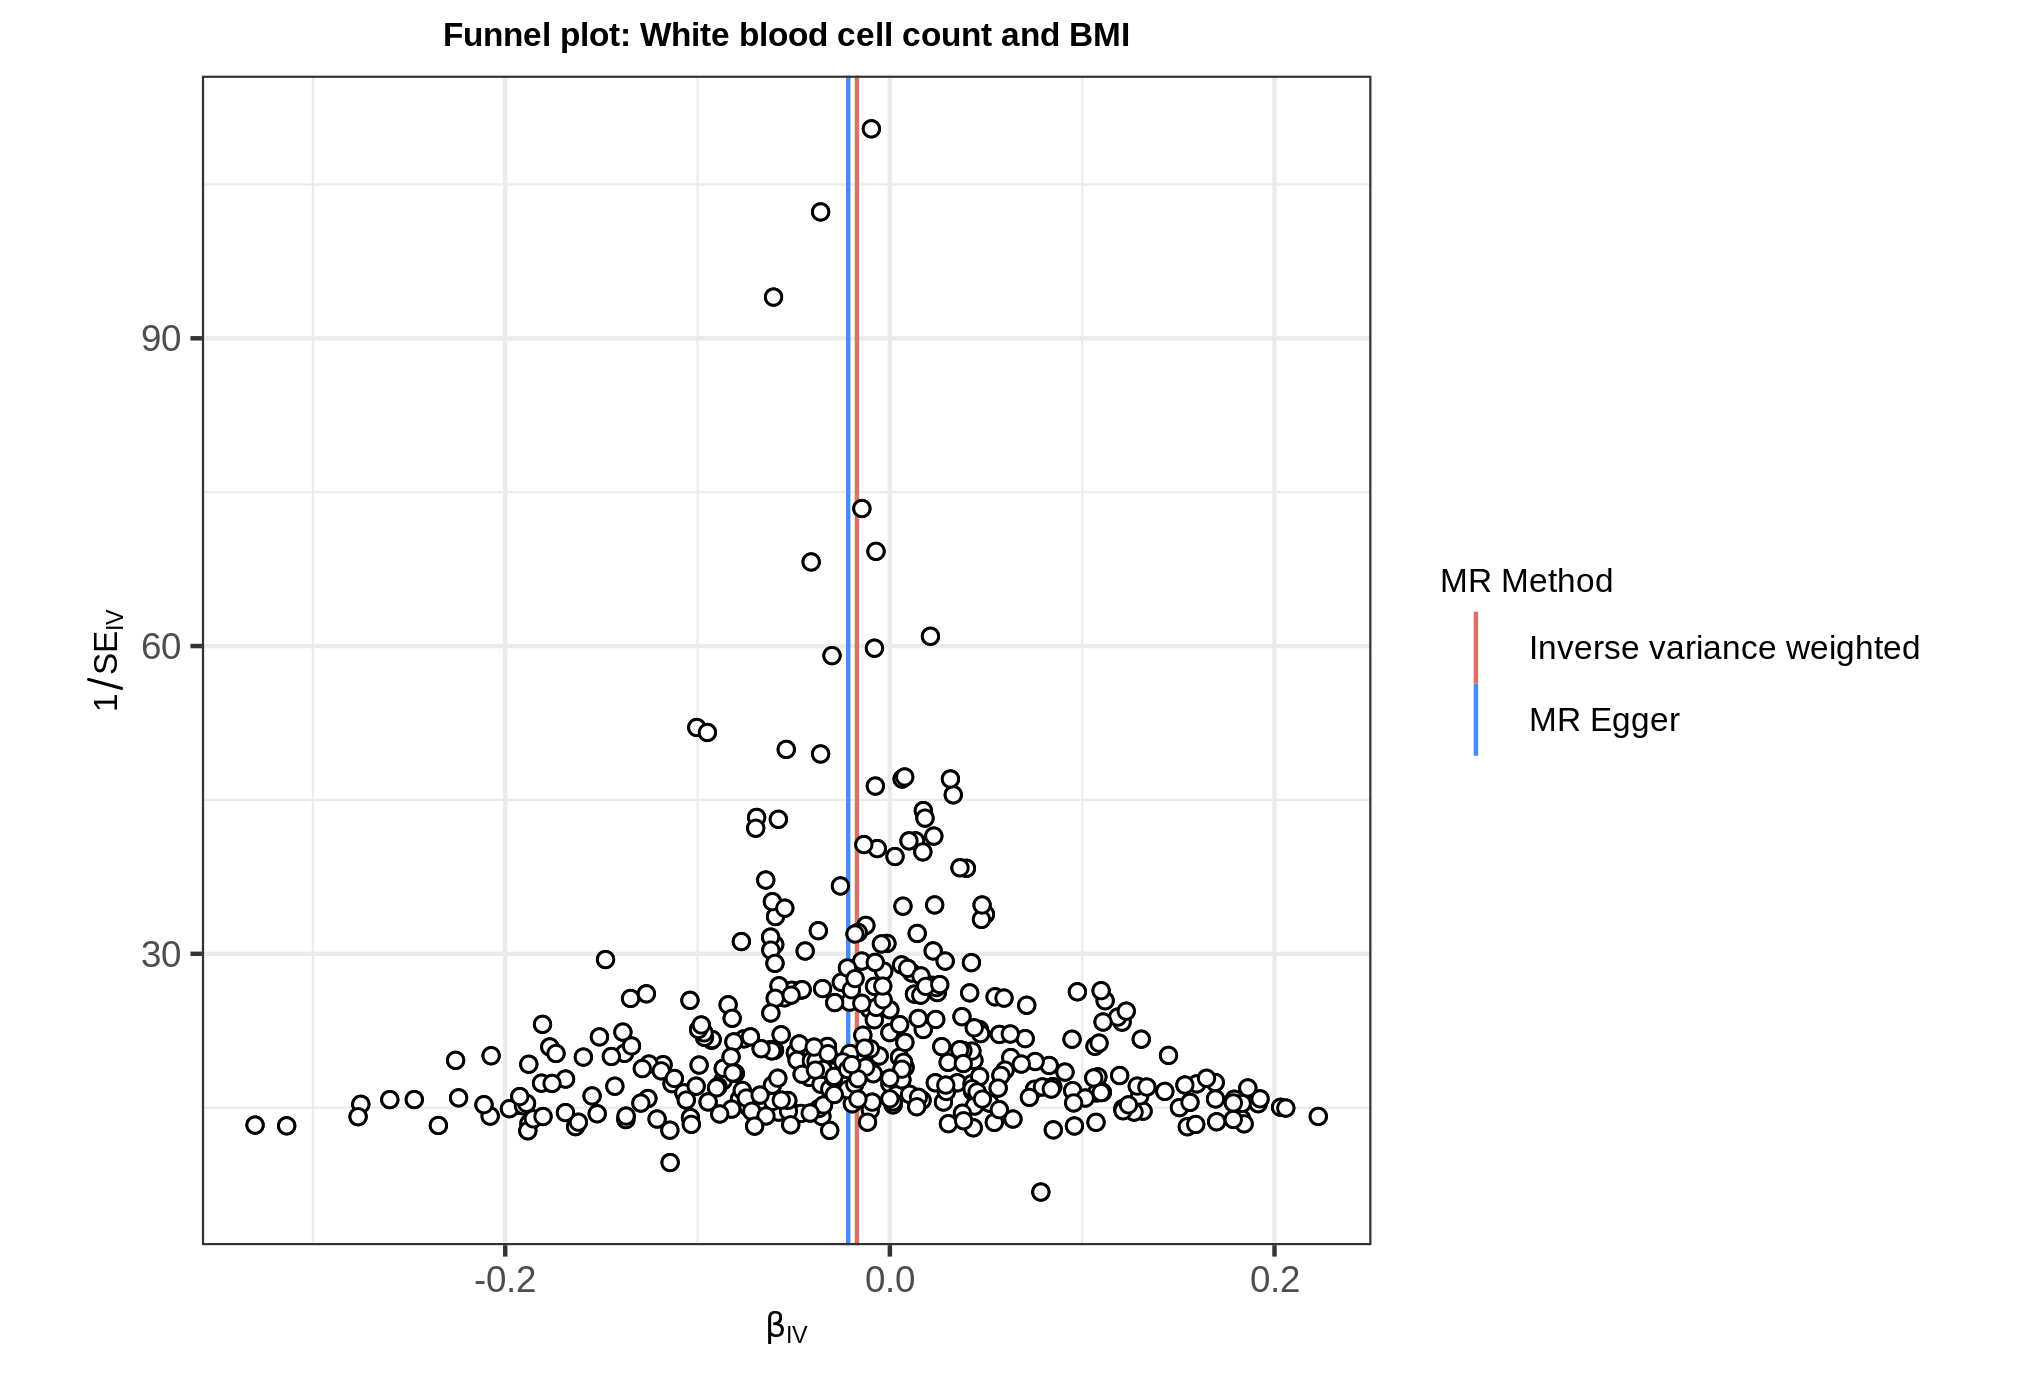 Funnel plot: White blood cell count and BMI
90
60
30
1/SE_IV
-0.2
0.0
0.2
β_IV
MR Method
Inverse variance weighted
MR Egger